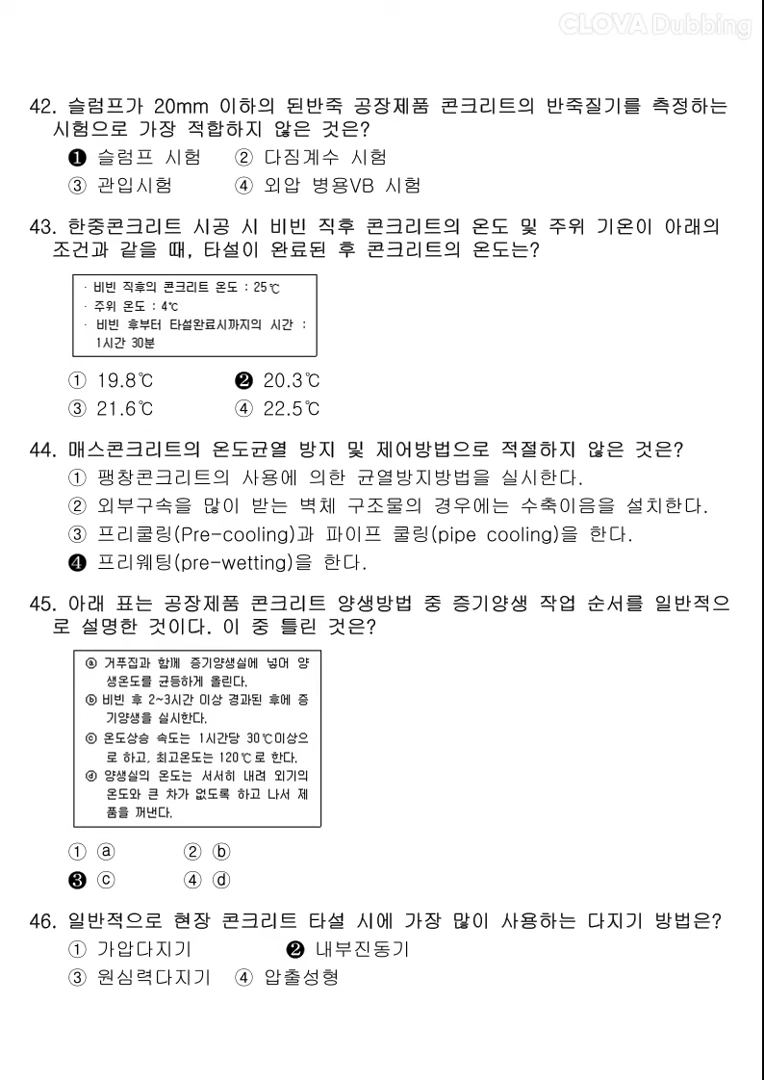 CLOVA Dubbing
42. 슬럼프가 20mm 이하의 된반죽 공장제품 콘크리트의 반죽질기를 측정하는
시험으로 가장 적합하지 않은 것은?
❶ 슬럼프 시험 ② 다짐계수 시험
③ 관입시험 ④ 외압 병용VB 시험
43. 한중콘크리트 시공 시 비빈 직후 콘크리트의 온도 및 주위 기온이 아래의
조건과 같을 때, 타설이 완료된 후 콘크리트의 온도는?
· 비빈 직후의 콘크리트 온도 : 25℃
· 주위 온도 : 4℃
· 비빈 후부터 타설완료시까지의 시간 :
1시간 30분
① 19.8℃ ❷ 20.3℃
③ 21.6℃ ④ 22.5℃
44. 매스콘크리트의 온도균열 방지 및 제어방법으로 적절하지 않은 것은?
① 팽창콘크리트의 사용에 의한 균열방지방법을 실시한다.
② 외부구속을 많이 받는 벽체 구조물의 경우에는 수축이음을 설치한다.
③ 프리쿨링(Pre-cooling)과 파이프 쿨링(pipe cooling)을 한다.
❹ 프리웨팅(pre-wetting)을 한다.
45. 아래 표는 공장제품 콘크리트 양생방법 중 증기양생 작업 순서를 일반적으
로 설명한 것이다. 이 중 틀린 것은?
ⓐ 거푸집과 함께 증기양생실에 넣어 양
생온도를 균등하게 올린다.
ⓑ 비빈 후 2~3시간 이상 경과된 후에 증
기양생을 실시한다.
ⓒ 온도상승 속도는 1시간당 30℃이상으
로 하고, 최고온도는 120℃로 한다.
ⓓ 양생실의 온도는 서서히 내려 외기의
온도와 큰 차가 없도록 하고 나서 제
품을 꺼낸다.
① ⓐ ② ⓑ
❸ ⓒ ④ ⓓ
46. 일반적으로 현장 콘크리트 타설 시에 가장 많이 사용하는 다지기 방법은?
① 가압다지기 ❷ 내부진동기
③ 원심력다지기 ④ 압출성형